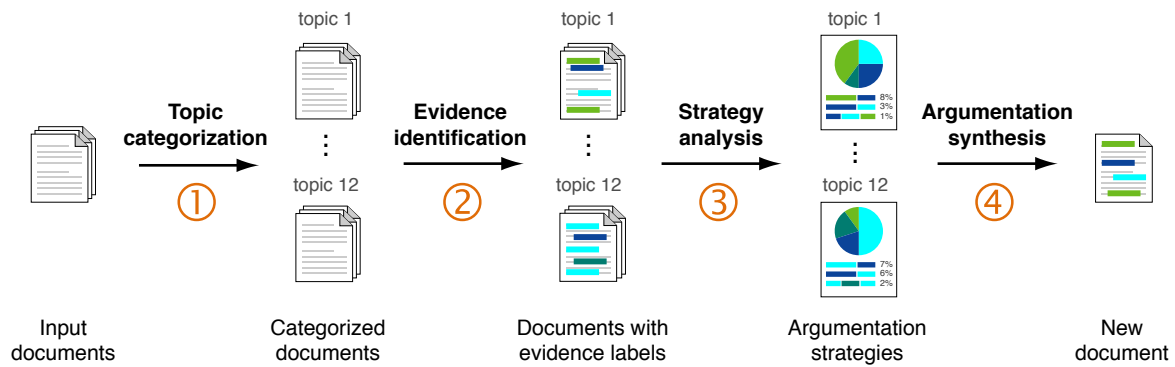 topic 1
topic 1
topic 1
Topic
categorization
Evidence
identification
Strategy
analysis
Argumentation
synthesis
①
②
③
④
8%
3%
1%
topic 12
topic 12
topic 12
7%
6%
2%
Input
documents
Categorized
documents
Documents with
evidence labels
Argumentation
strategies
New
document